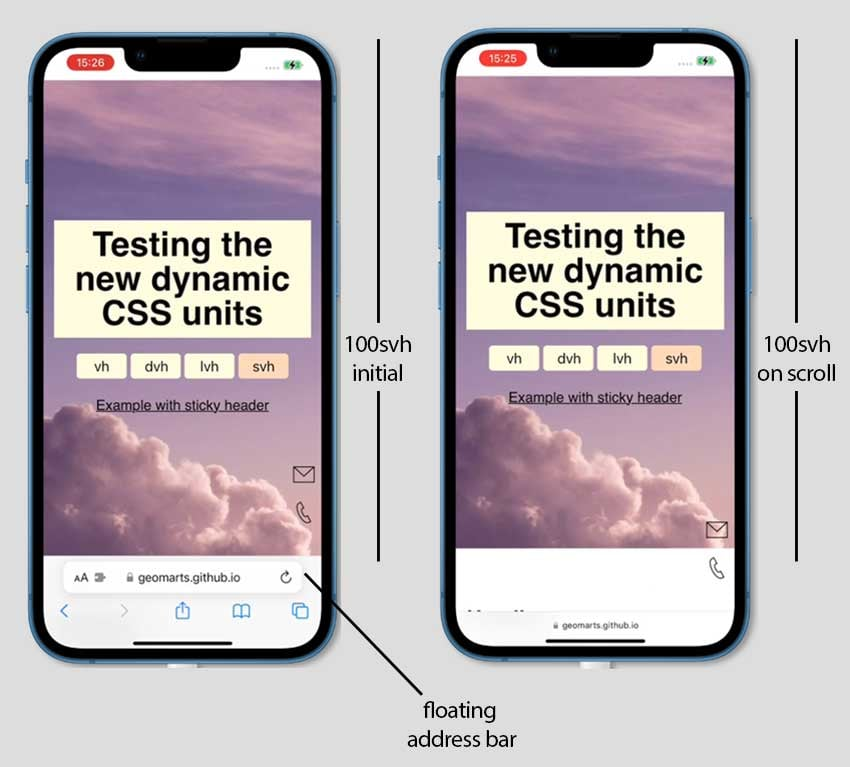 15:26
Testing the
new dynamic
CSS units
vh dvh lvh svh
Example with sticky header
AA geomarts.github.io
100svh
initial
15:25
Testing the
new dynamic
CSS units
vh dvh lvh svh
Example with sticky header
geomarts.github.io
100svh
on scroll
floating
address bar